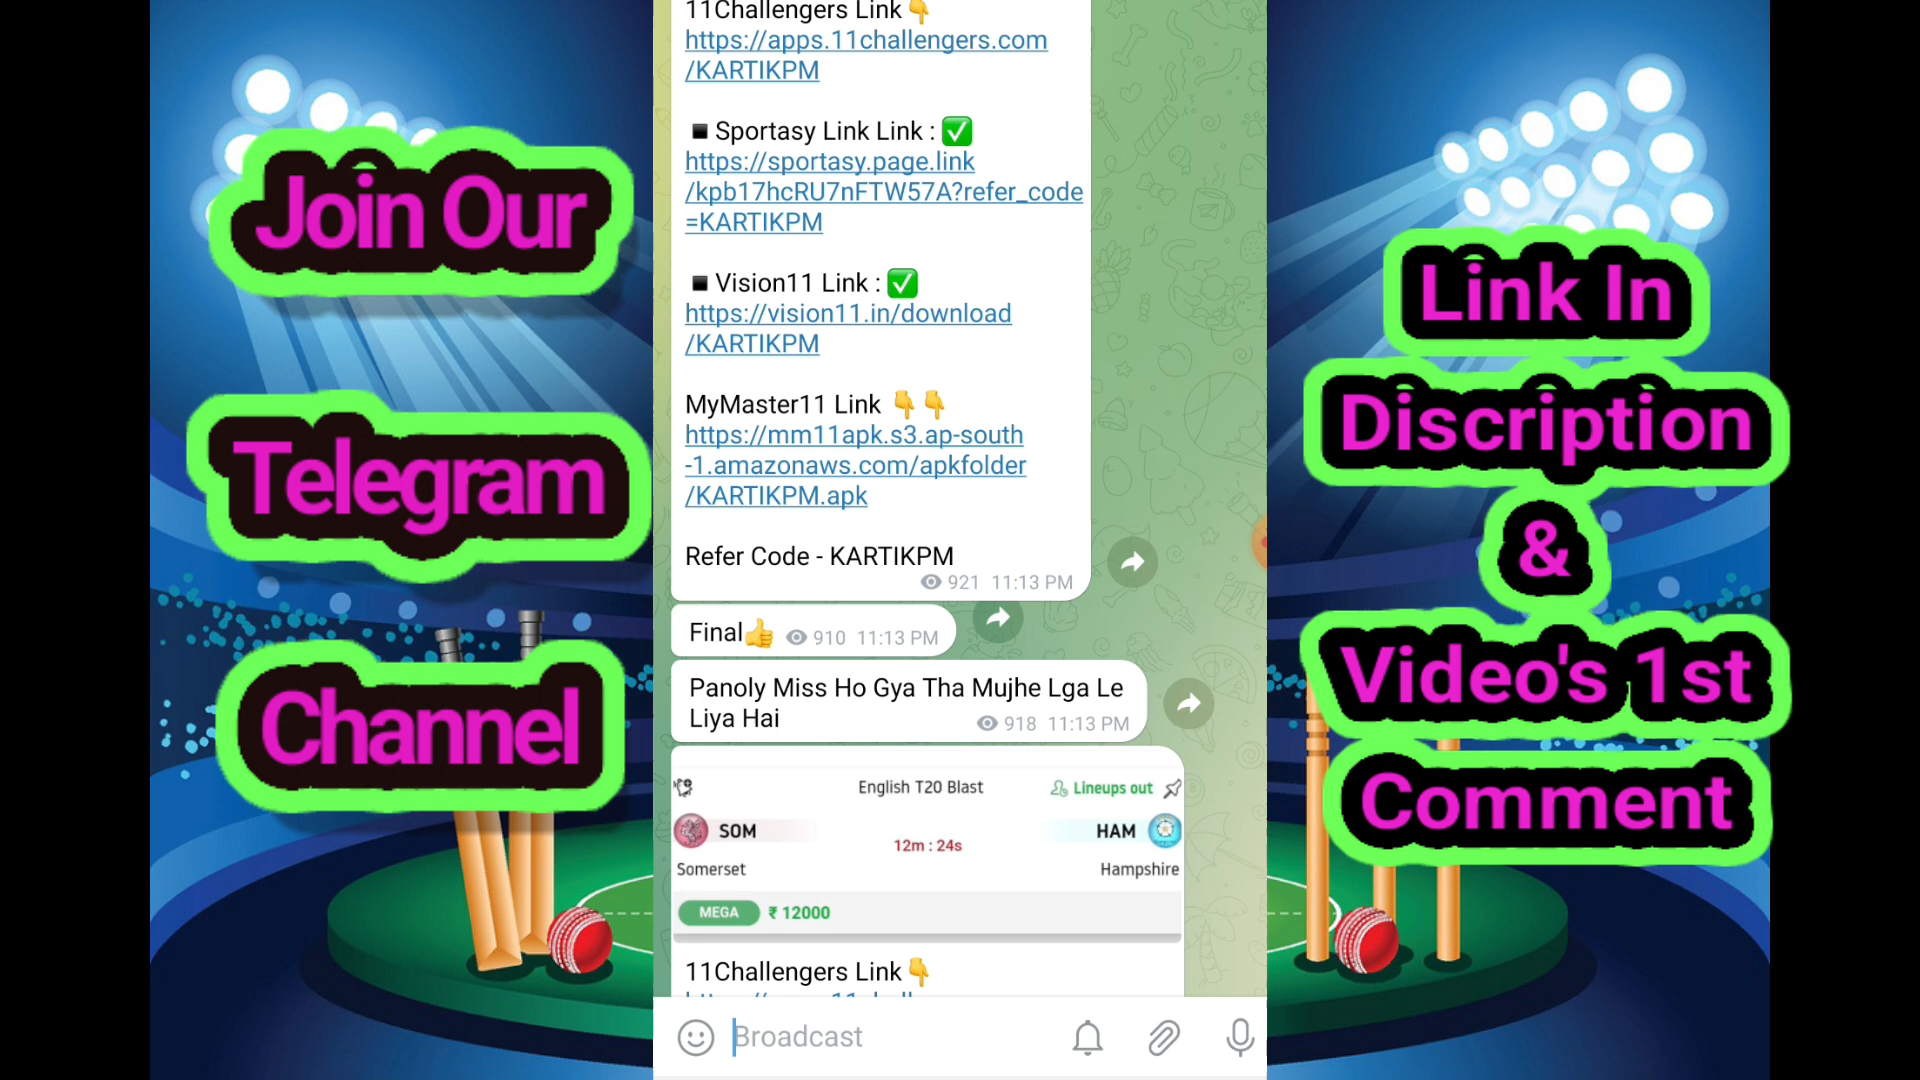 Join Our
Telegram
Channel
11Challengers Link👇
https://apps.11challengers.com
/KARTIKPM
◾Sportasy Link Link : ✅
https://sportasy.page.link
/kpb17hcRU7nFTW57A?refer_code
=KARTIKPM
◾Vision11 Link : ✅
https://vision11.in/download
/KARTIKPM
MyMaster11 Link 👇👇
https://mm11apk.s3.ap-south
-1.amazonaws.com/apkfolder
/KARTIKPM.apk
Refer Code - KARTIKPM
921 11:13 PM
Final👍 910 11:13 PM
Panoly Miss Ho Gya Tha Mujhe Lga Le
Liya Hai 918 11:13 PM
English T20 Blast Lineups out
SOM HAM
12m : 24s
Somerset Hampshire
MEGA ₹ 12000
11Challengers Link👇
Broadcast
Link In
Discription
&
Video's 1st
Comment